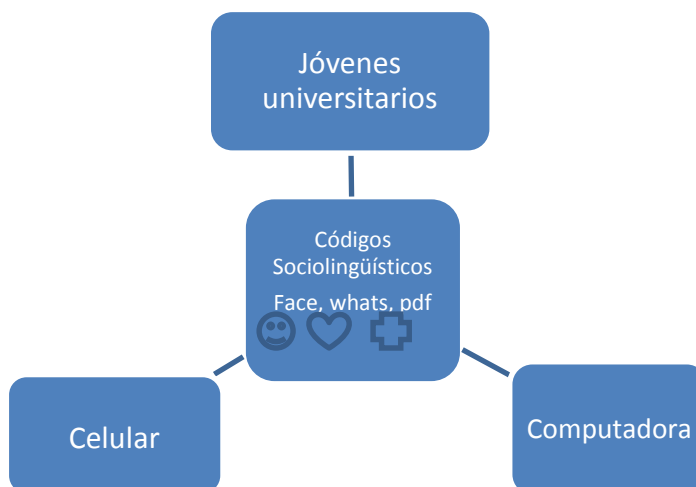 Jóvenes
universitarios
Códigos
Sociolingüísticos
Face, whats, pdf
Celular
Computadora